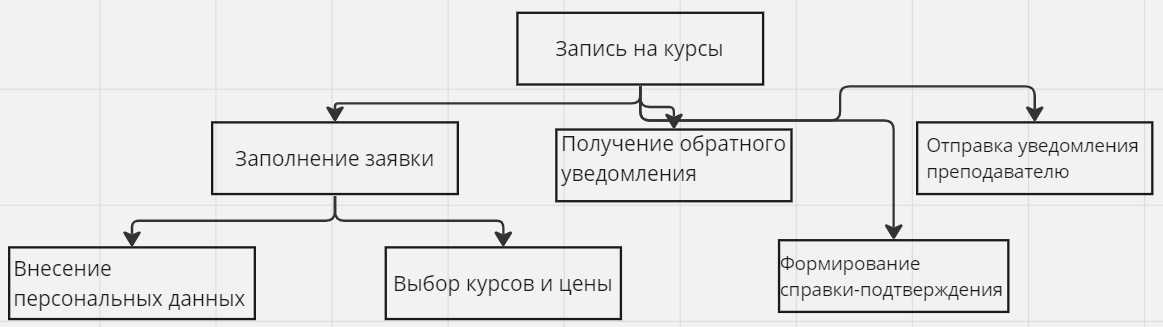 Запись на курсы
Заполнение заявки
Получение обратного
уведомления
Отправка уведомления
преподавателю
Внесение
персональных данных
Выбор курсов и цены
Формирование
справки-подтверждения